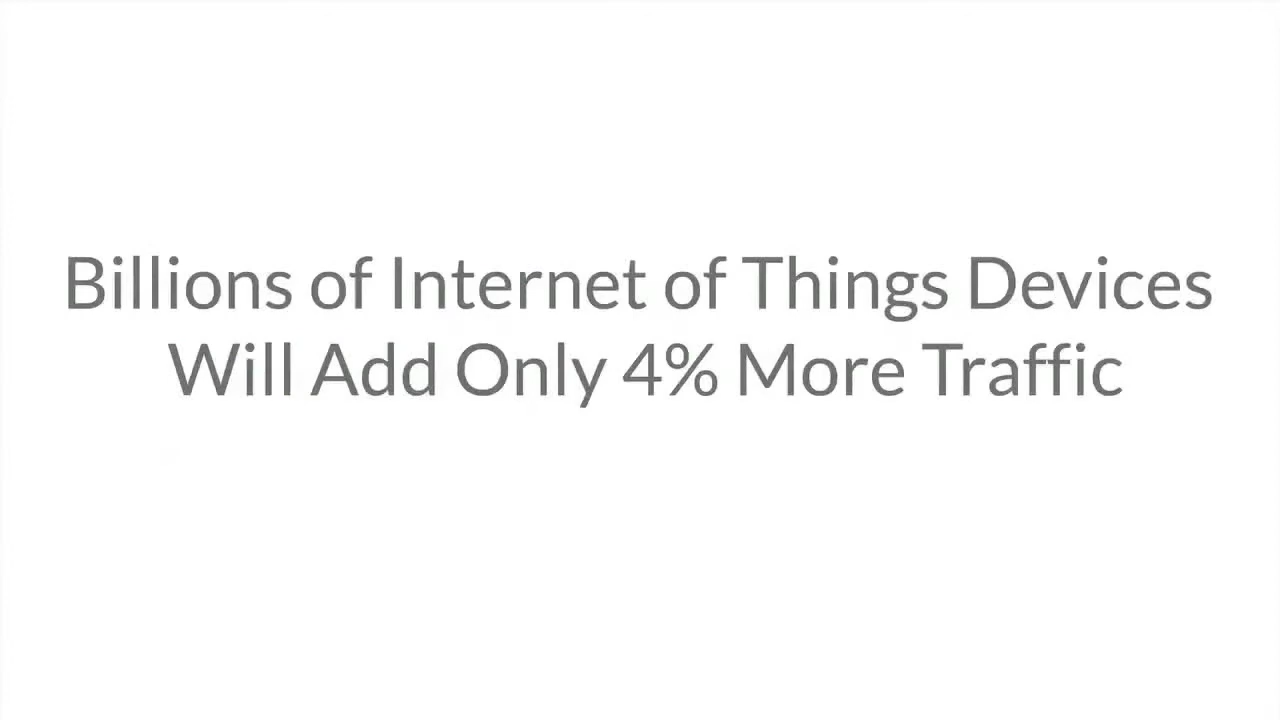 Billions of Internet of Things Devices
Will Add Only 4% More Traffic